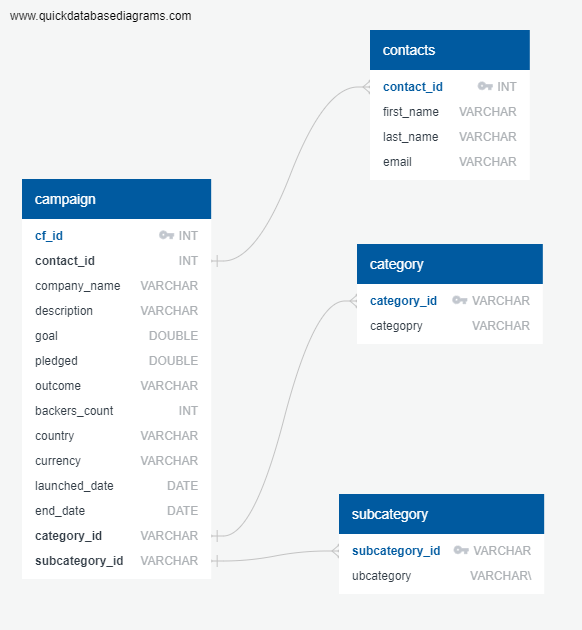 www.quickdatabasediagrams.com
contacts
contact_id INT
first_name VARCHAR
last_name VARCHAR
email VARCHAR
campaign
cf_id INT
contact_id INT
company_name VARCHAR
description VARCHAR
goal DOUBLE
pledged DOUBLE
outcome VARCHAR
backers_count INT
country VARCHAR
currency VARCHAR
launched_date DATE
end_date DATE
category_id VARCHAR
subcategory_id VARCHAR
category
category_id VARCHAR
categopry VARCHAR
subcategory
subcategory_id VARCHAR
ubcategory VARCHAR\